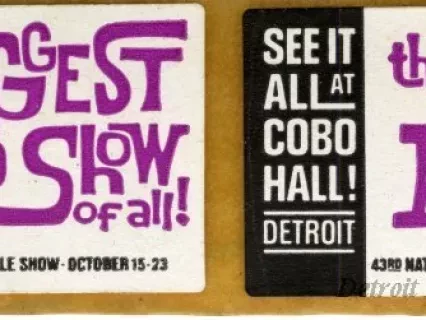 GGEST
Show
of all!
LE SHOW · OCTOBER 15-23
SEE IT
ALL AT
COBO
HALL!
DETROIT
th
43RD NAT
Detroit